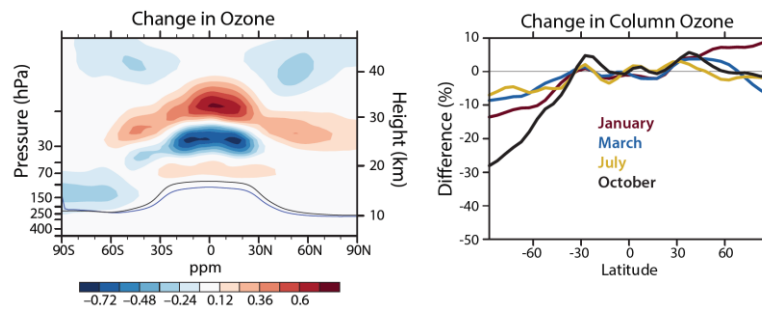 Change in Ozone
Pressure (hPa)
30
70
150
250
400
40
30
20
10
Height (km)
90S 60S 30S 0 30N 60N 90N
ppm
−0.72 −0.48 −0.24 0.12 0.36 0.6
Change in Column Ozone
Difference (%)
10
0
-10
-20
-30
-40
-50
January
March
July
October
-60 -30 0 30 60
Latitude